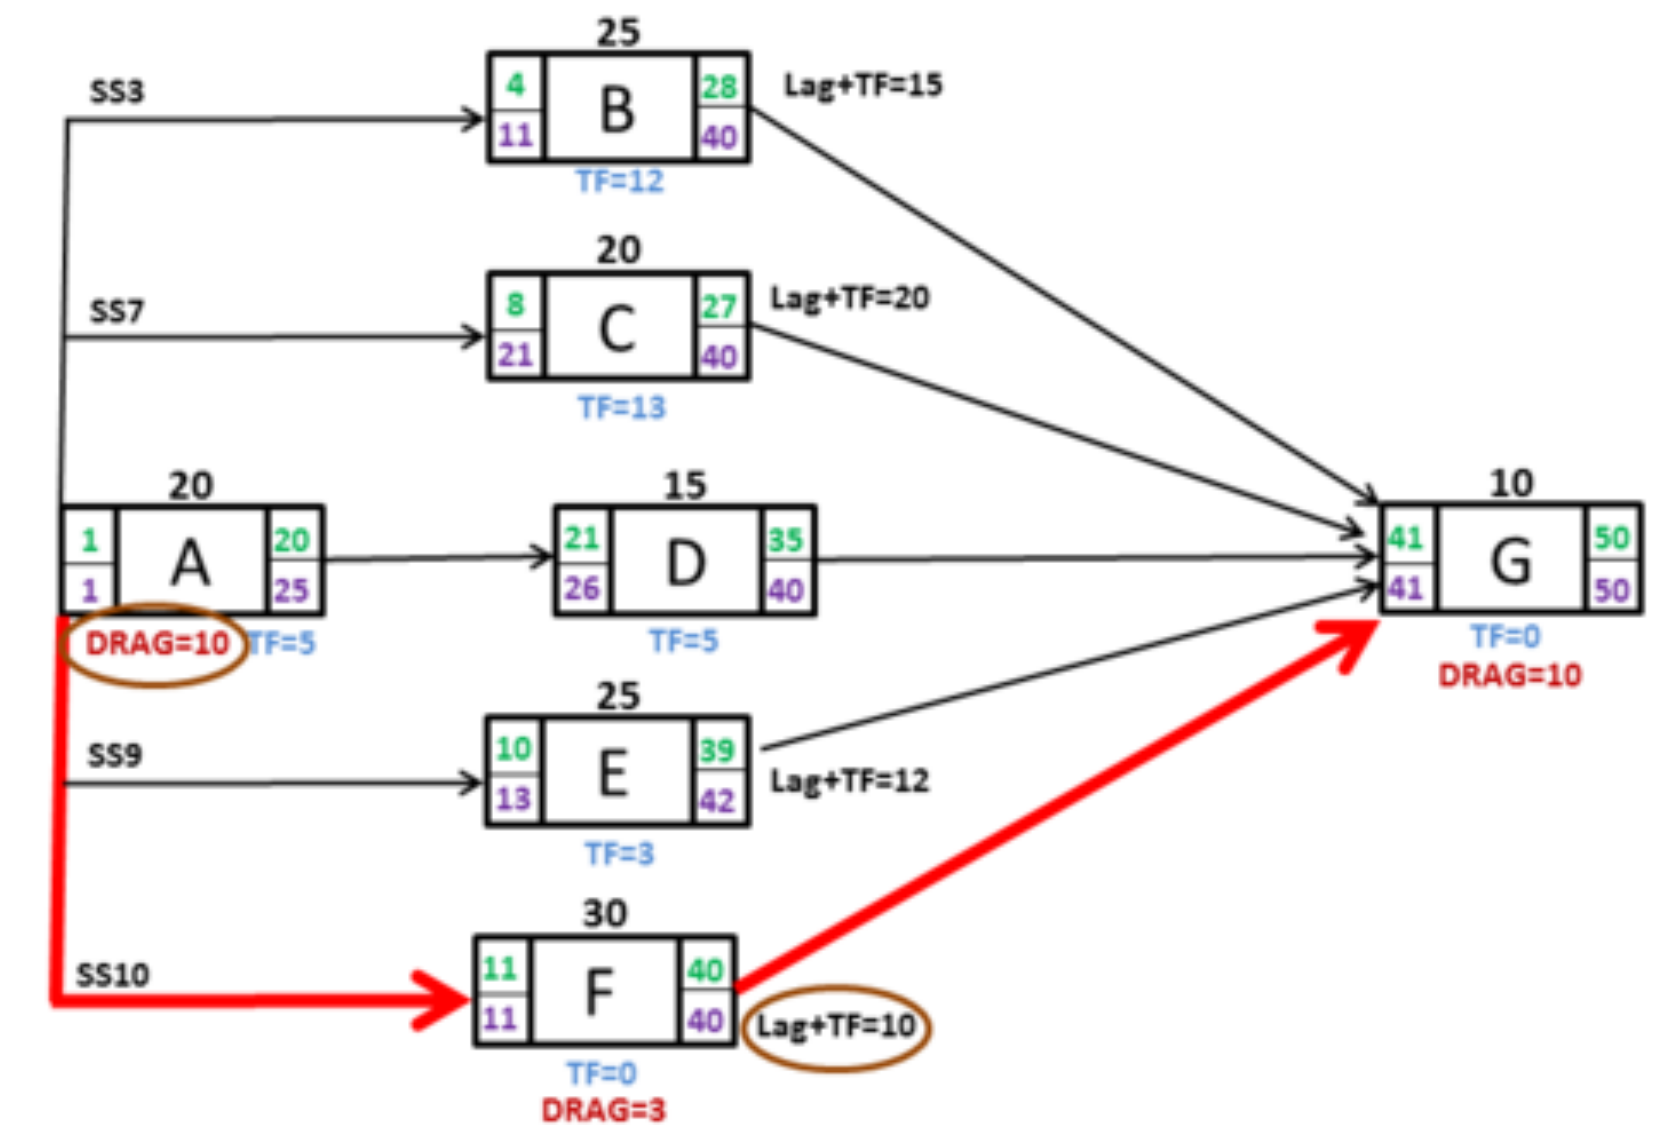 25
SS3
4
B
28
Lag+TF=15
11
40
TF=12
20
SS7
8
C
27
Lag+TF=20
21
40
TF=13
20
1
A
20
1
25
DRAG=10
TF=5
15
21
D
35
26
40
TF=5
10
41
G
50
41
50
TF=0
DRAG=10
25
SS9
10
E
39
13
42
Lag+TF=12
TF=3
30
SS10
11
F
40
11
40
Lag+TF=10
TF=0
DRAG=3